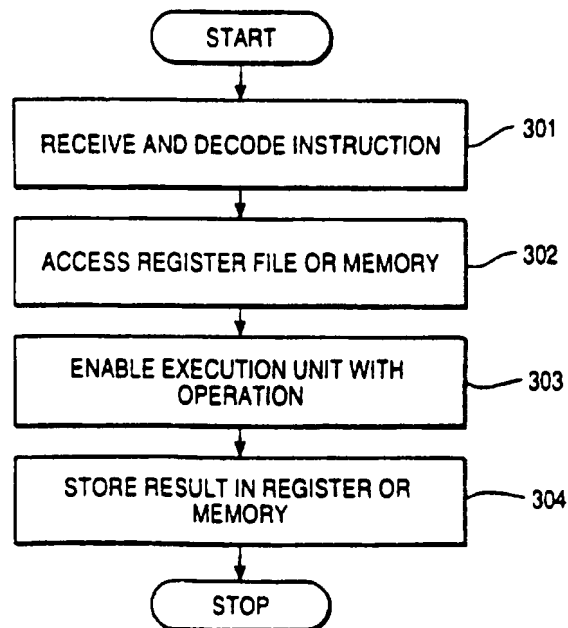 START
RECEIVE AND DECODE INSTRUCTION
301
ACCESS REGISTER FILE OR MEMORY
302
ENABLE EXECUTION UNIT WITH
OPERATION
303
STORE RESULT IN REGISTER OR
MEMORY
304
STOP